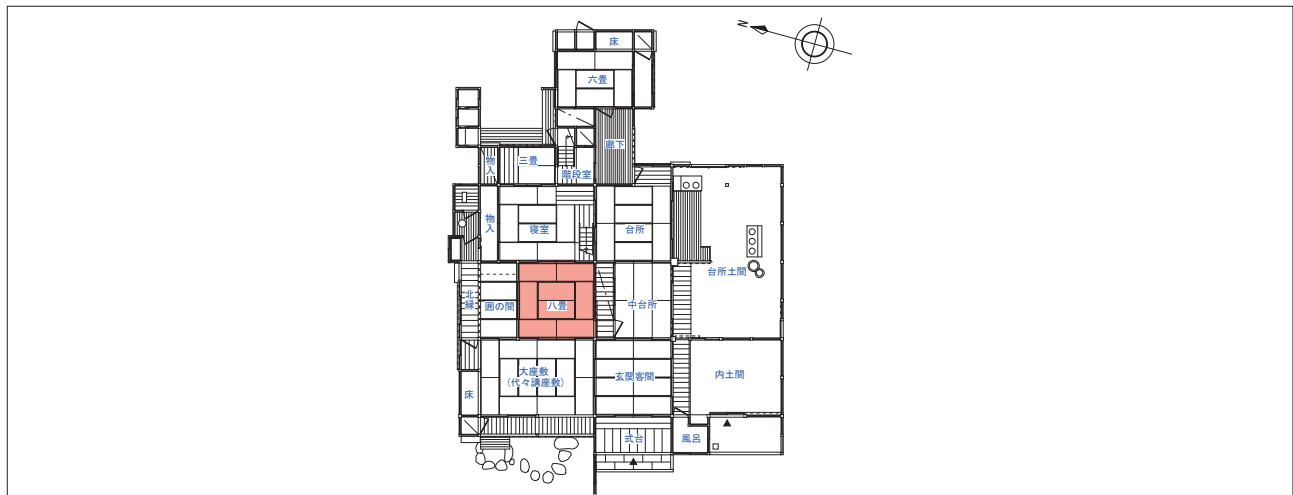 N
床
六畳
廊下
物入
三畳
階段室
物入
寝室
台所
台所土間
北縁
囲の間
八畳
中台所
大座敷
(代々講座敷)
玄関客間
内土間
床
式台
風呂